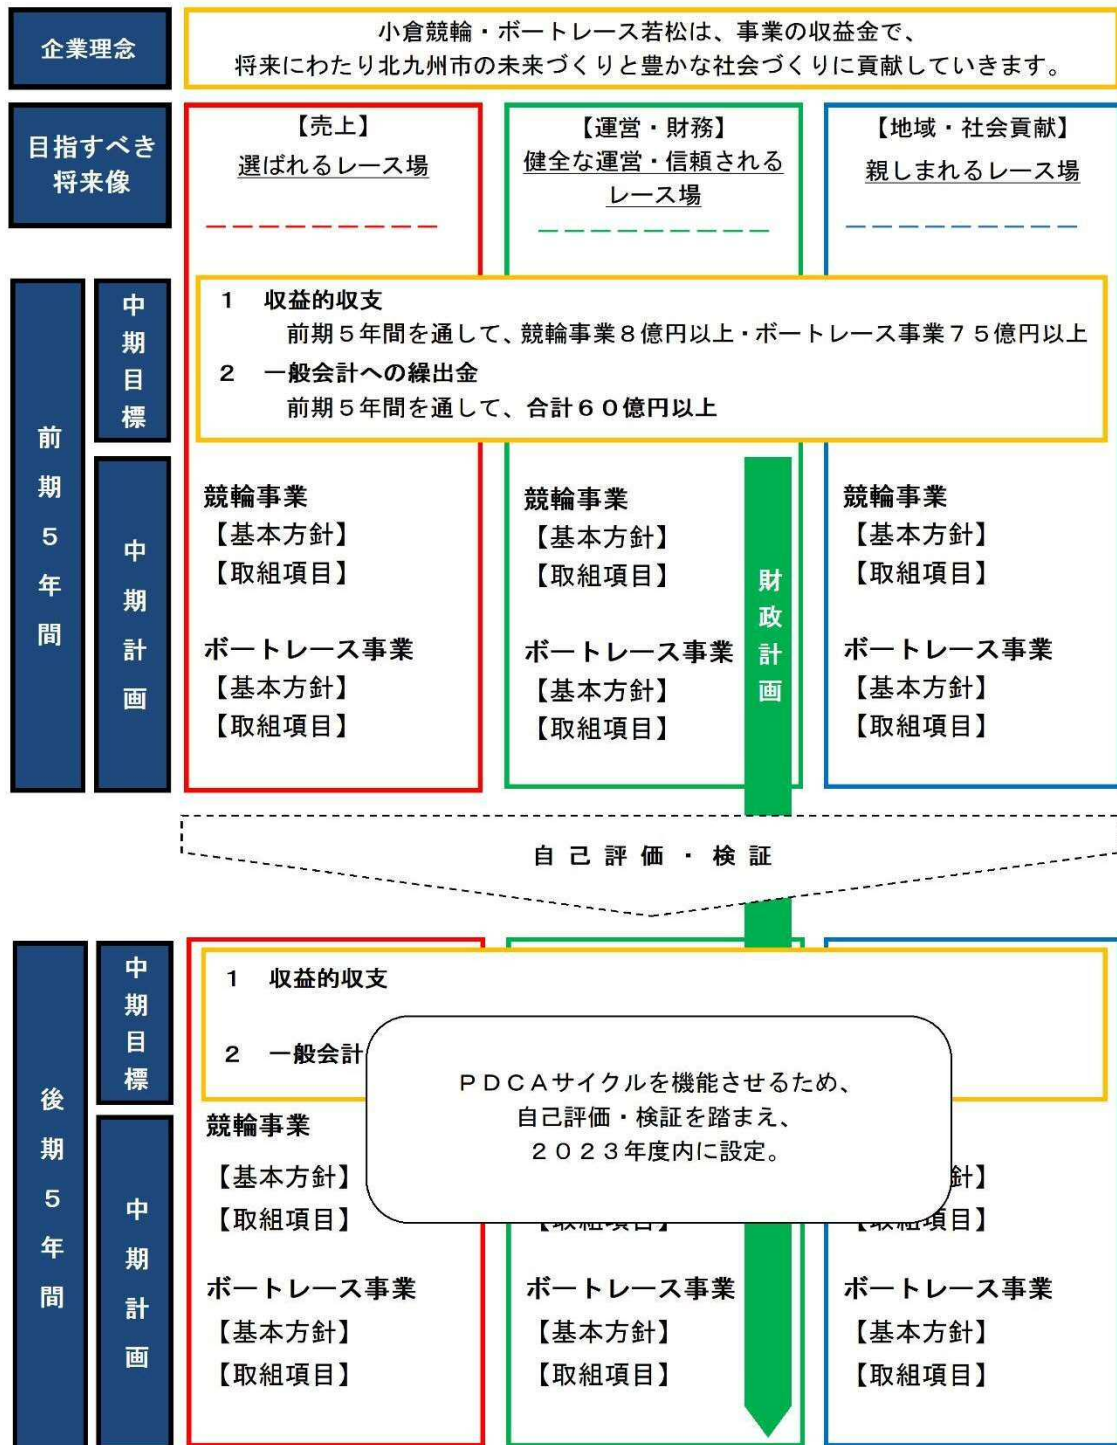 企業理念
小倉競輪・ボートレース若松は、事業の収益金で、
将来にわたり北九州市の未来づくりと豊かな社会づくりに貢献していきます。
目指すべき
将来像
【売上】
選ばれるレース場
【運営・財務】
健全な運営・信頼される
レース場
【地域・社会貢献】
親しまれるレース場
前期5年間
中期目標
1 収益的収支
前期5年間を通して、競輪事業8億円以上・ボートレース事業75億円以上
2 一般会計への繰出金
前期5年間を通して、合計60億円以上
中期計画
競輪事業
【基本方針】
【取組項目】
ボートレース事業
【基本方針】
【取組項目】
競輪事業
【基本方針】
【取組項目】
ボートレース事業
【基本方針】
【取組項目】
財政計画
競輪事業
【基本方針】
【取組項目】
ボートレース事業
【基本方針】
【取組項目】
自己評価・検証
後期5年間
中期目標
1 収益的収支
2 一般会計
PDCAサイクルを機能させるため、
自己評価・検証を踏まえ、
2023年度内に設定。
中期計画
競輪事業
【基本方針】
【取組項目】
ボートレース事業
【基本方針】
【取組項目】
【取組項目】
ボートレース事業
【基本方針】
【取組項目】
針】
【取組項目】
ボートレース事業
【基本方針】
【取組項目】